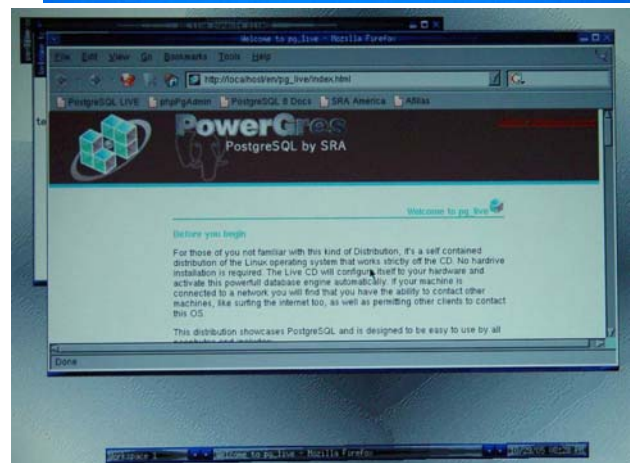 Welcome to pg_live - Mozilla Firefox
File Edit View Go Bookmarks Tools Help
http://localhost/en/pg_live/index.html
G.
PostgreSQL LIVE phpPgAdmin PostgreSQL 8 Docs SRA America Afilias
PowerGres
PostgreSQL by SRA
Welcome to pg_live
Before you begin
For those of you not familiar with this kind of Distribution, it's a self contained
distribution of the Linux operating system that works strictly off the CD. No hardrive
installation is required. The Live CD will configure itself to your hardware and
activate this powerfull database engine automatically. If your machine is
connected to a network you will find that you have the ability to contact other
machines, like surfing the internet too, as well as permitting other clients to contact
this OS.
This distribution showcases PostgreSQL and is designed to be easy to use by all
Done
Workspace 1
Welcome to pg_live - Mozilla Firefox